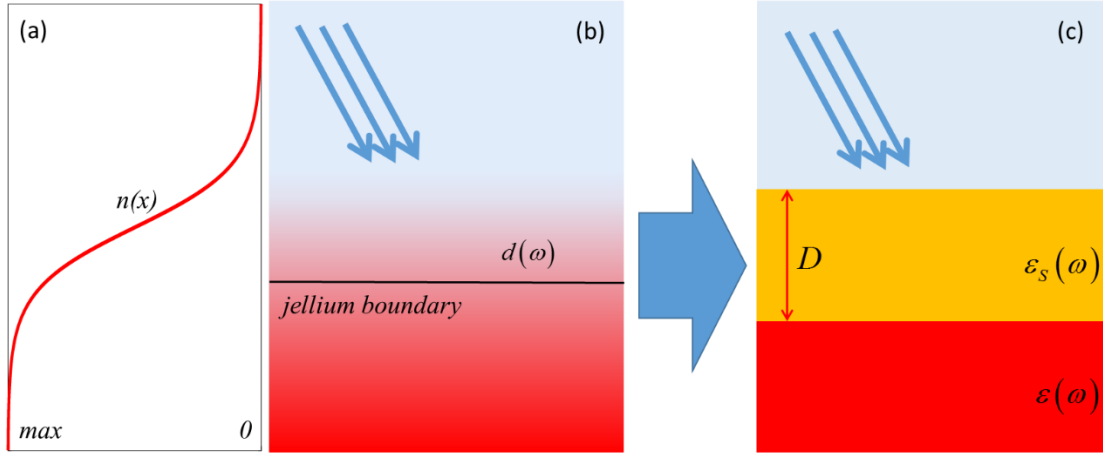 (a)
n(x)
max
0
(b)
d(ω)
jellium boundary
(c)
D
ε_S(ω)
ε(ω)